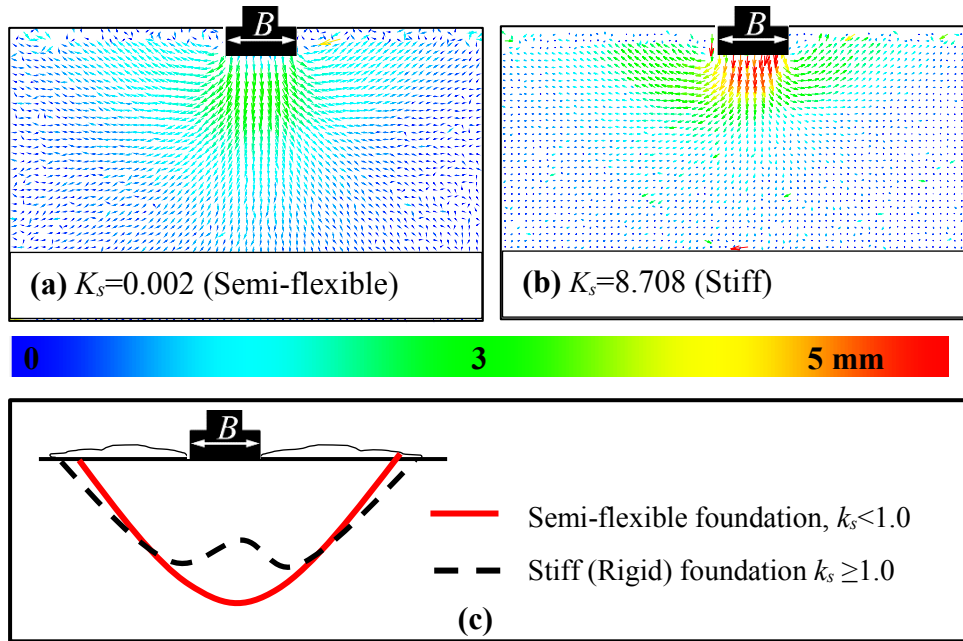 B
B
(a) Ks=0.002 (Semi-flexible)
(b) Ks=8.708 (Stiff)
0 3 5 mm
B
Semi-flexible foundation, ks<1.0
Stiff (Rigid) foundation ks ≥1.0
(c)